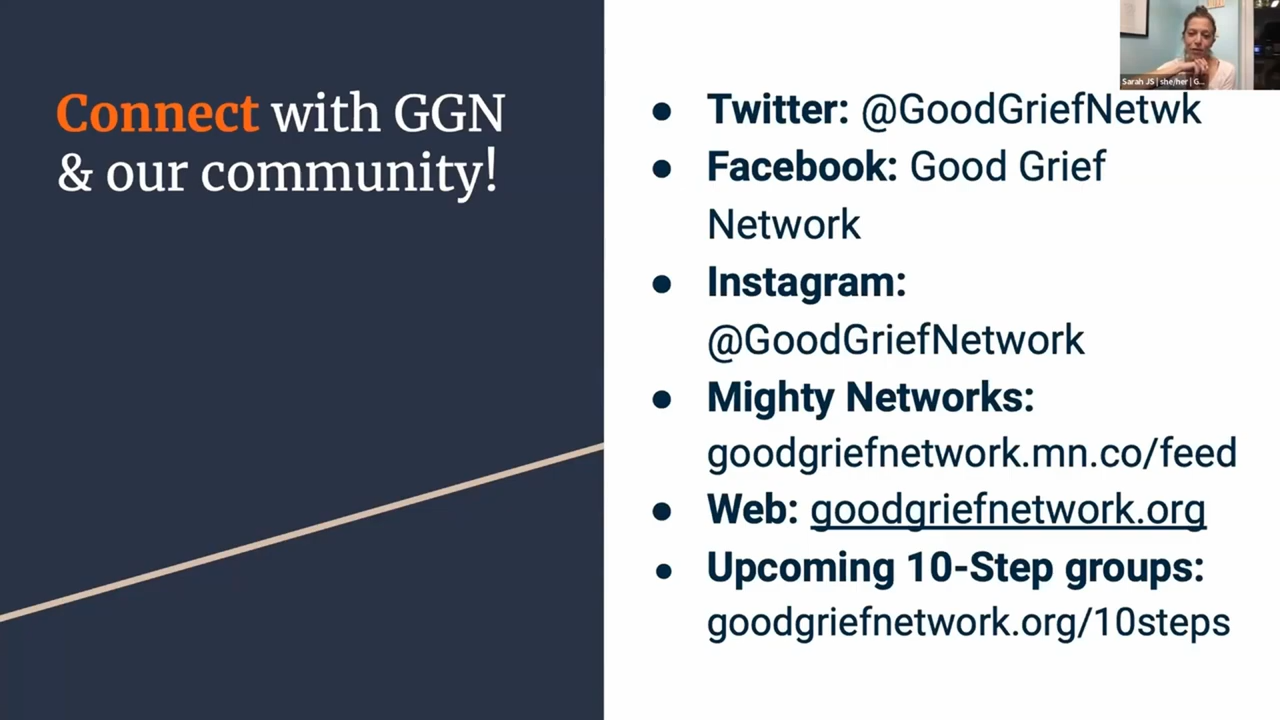 Connect with GGN
& our community!
Sarah JS | she/her | G...
● Twitter: @GoodGriefNetwk
● Facebook: Good Grief
Network
● Instagram:
@GoodGriefNetwork
● Mighty Networks:
goodgriefnetwork.mn.co/feed
● Web: goodgriefnetwork.org
● Upcoming 10-Step groups:
goodgriefnetwork.org/10steps